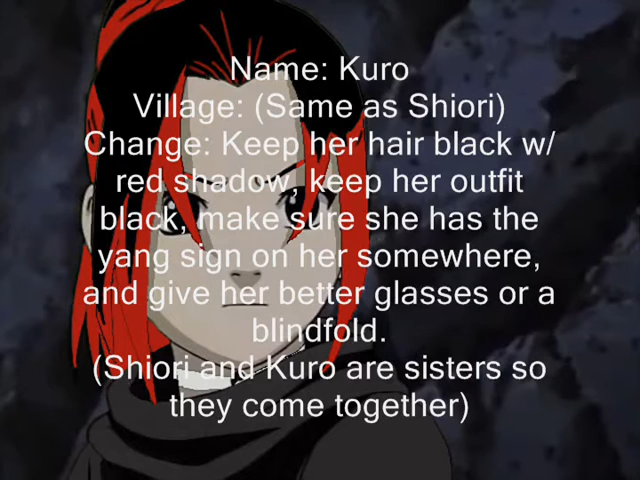 Name: Kuro
Village: (Same as Shiori)
Change: Keep her hair black w/
red shadow, keep her outfit
black, make sure she has the
yang sign on her somewhere,
and give her better glasses or a
blindfold.
(Shiori and Kuro are sisters so
they come together)